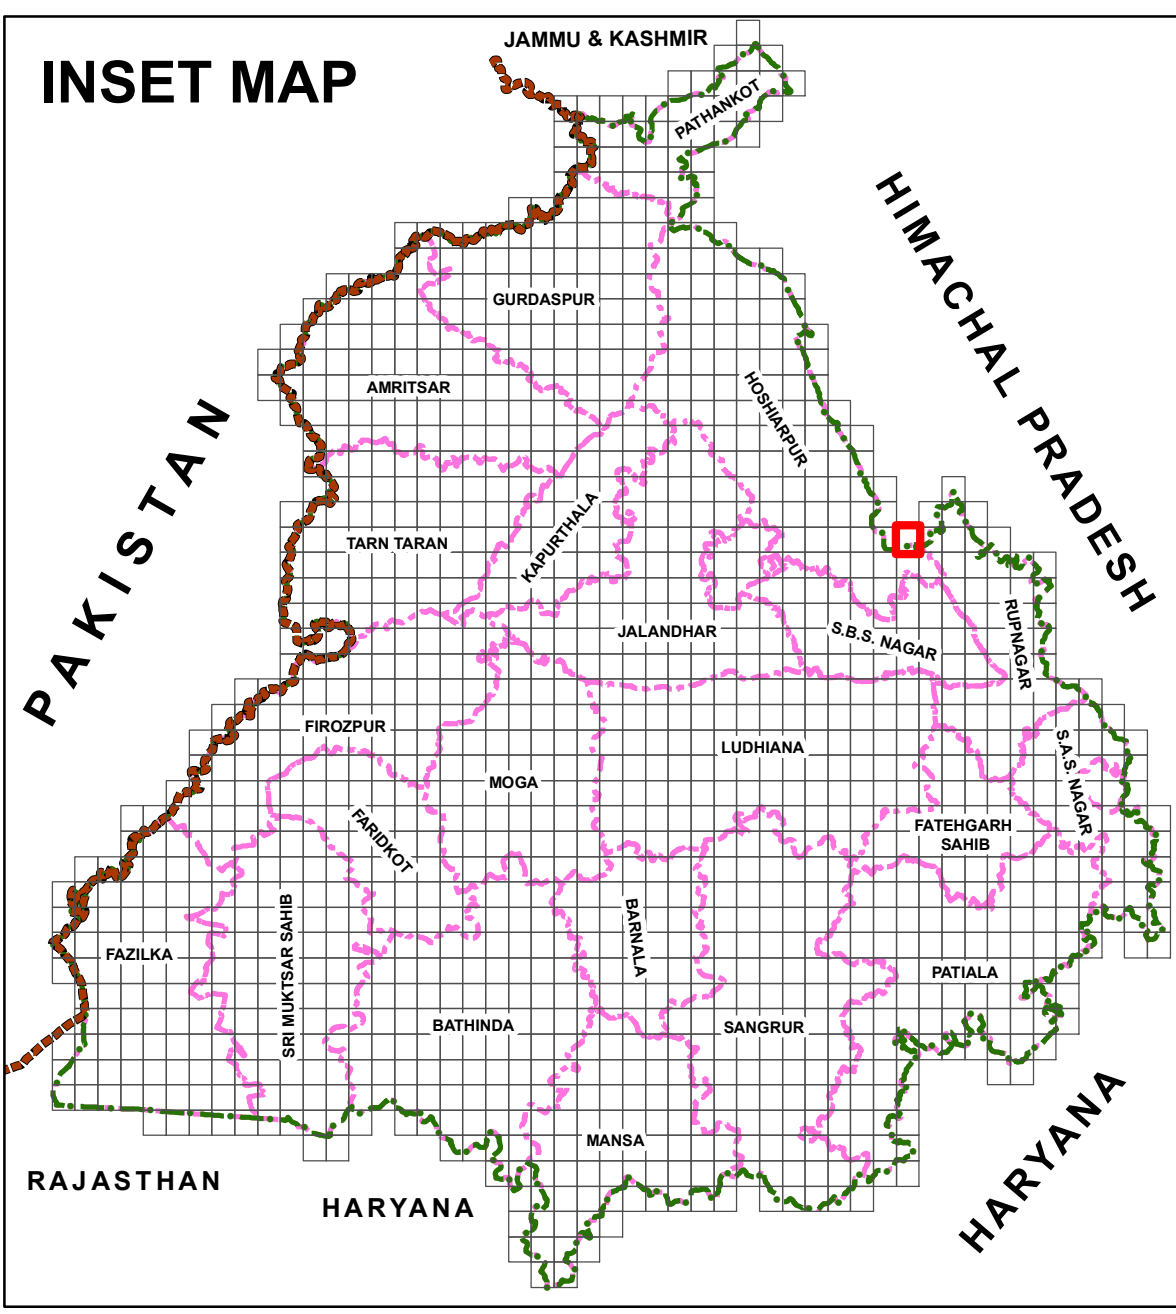 JAMMU & KASHMIR
INSET MAP
PATHANKOT
HIMACHAL PRADESH
GURDASPUR
AMRITSAR
HOSHIARPUR
PAKISTAN
KAPURTHALA
TARN TARAN
JALANDHAR
S.B.S. NAGAR
RUPNAGAR
FIROZPUR
LUDHIANA
S.A.S. NAGAR
MOGA
FARIDKOT
FATEHGARH
SAHIB
SRI MUKTSAR SAHIB
BARNALA
FAZILKA
PATIALA
BATHINDA
SANGRUR
MANSA
HARYANA
RAJASTHAN
HARYANA